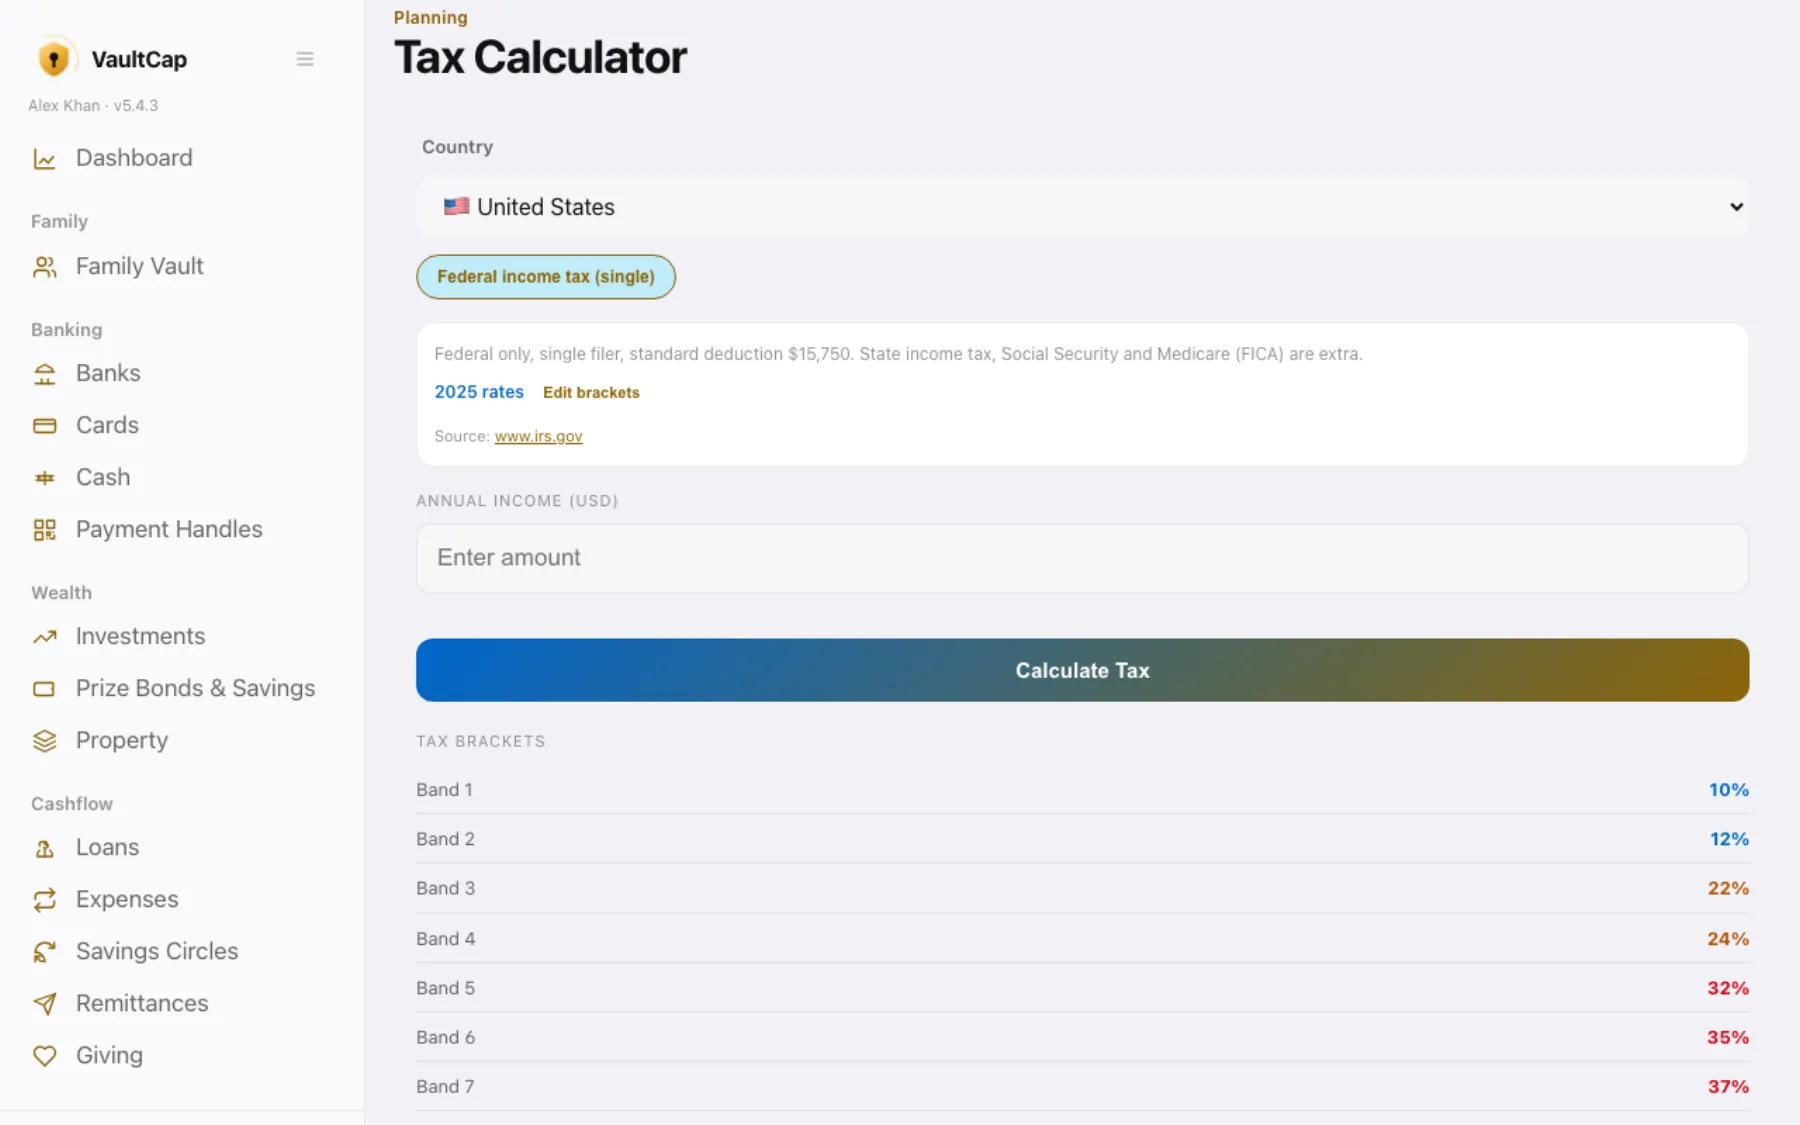 VaultCap
Alex Khan · v5.4.3
Dashboard
Family
Family Vault
Banking
Banks
Cards
Cash
Payment Handles
Wealth
Investments
Prize Bonds & Savings
Property
Cashflow
Loans
Expenses
Savings Circles
Remittances
Giving
Planning
Tax Calculator
Country
United States
Federal income tax (single)
Federal only, single filer, standard deduction $15,750. State income tax, Social Security and Medicare (FICA) are extra.
2025 rates Edit brackets
Source: www.irs.gov
ANNUAL INCOME (USD)
Enter amount
Calculate Tax
TAX BRACKETS
Band 1 10%
Band 2 12%
Band 3 22%
Band 4 24%
Band 5 32%
Band 6 35%
Band 7 37%